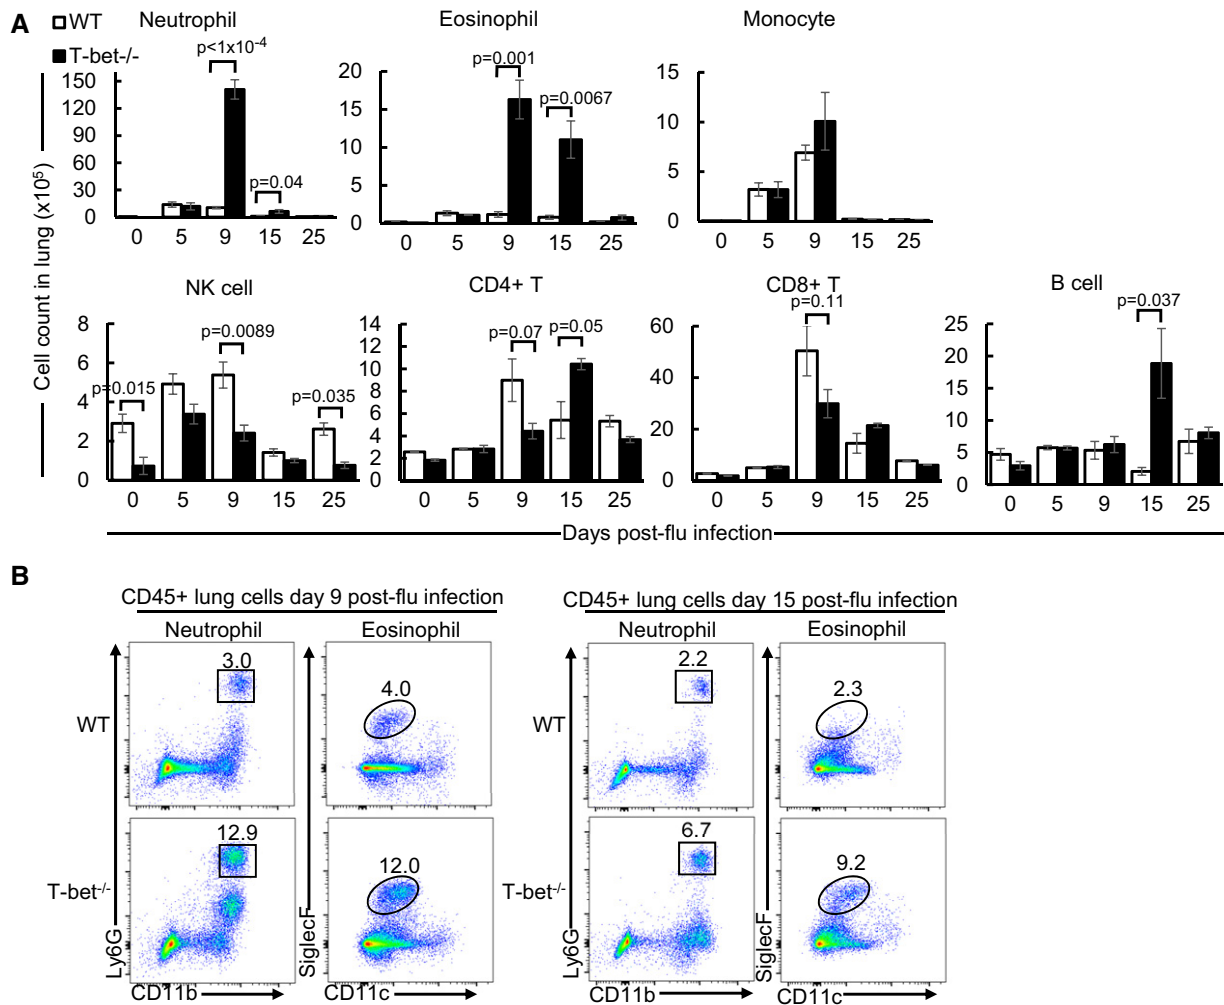 A
WT
T-bet-/-
Cell count in lung (x10⁵)
Neutrophil
p<1x10⁻⁴
p=0.04
150
120
90
60
30
0
0 5 9 15 25
Eosinophil
p=0.001
p=0.0067
20
15
10
5
0
0 5 9 15 25
Monocyte
15
10
5
0
0 5 9 15 25
NK cell
p=0.015
p=0.0089
p=0.035
8
6
4
2
0
0 5 9 15 25
CD4+ T
p=0.07
p=0.05
14
12
10
8
6
4
2
0
0 5 9 15 25
CD8+ T
p=0.11
60
40
20
0
0 5 9 15 25
B cell
p=0.037
25
20
15
10
5
0
0 5 9 15 25
Days post-flu infection
B
CD45+ lung cells day 9 post-flu infection
Neutrophil Eosinophil
WT
3.0
4.0
T-bet⁻/⁻
12.9
12.0
Ly6G
CD11b
SiglecF
CD11c
CD45+ lung cells day 15 post-flu infection
Neutrophil Eosinophil
WT
2.2
2.3
T-bet⁻/⁻
6.7
9.2
Ly6G
CD11b
SiglecF
CD11c